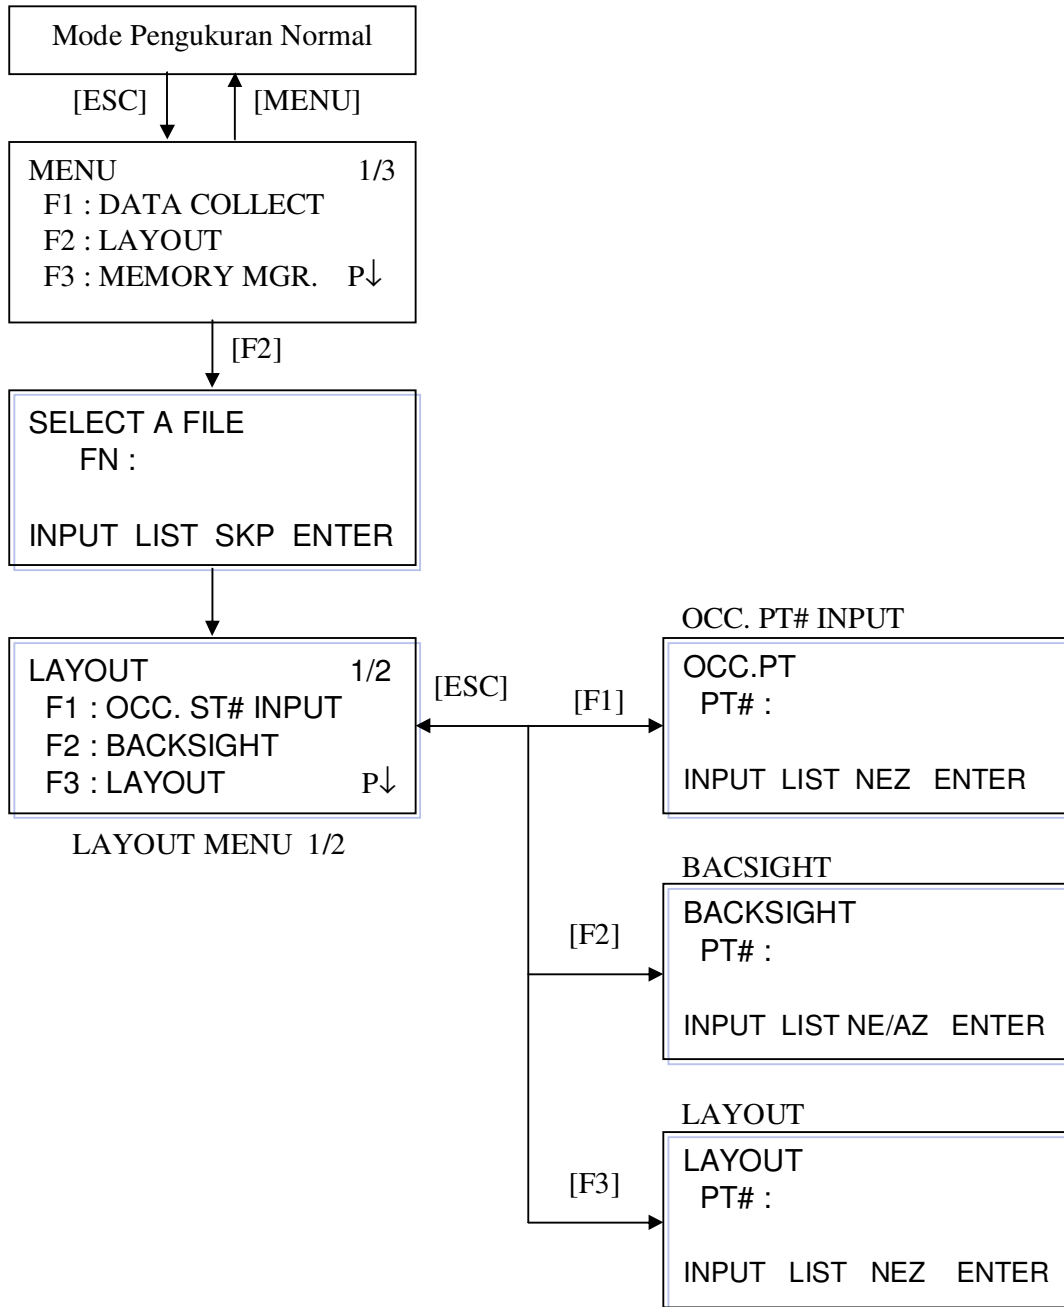 Mode Pengukuran Normal
[ESC] [MENU]
MENU 1/3
F1 : DATA COLLECT
F2 : LAYOUT
F3 : MEMORY MGR. P↓
[F2]
SELECT A FILE
FN :
INPUT LIST SKP ENTER
LAYOUT 1/2
F1 : OCC. ST# INPUT
F2 : BACKSIGHT
F3 : LAYOUT P↓
LAYOUT MENU 1/2
[ESC]
[F1]
OCC. PT# INPUT
OCC.PT
PT# :
INPUT LIST NEZ ENTER
[F2]
BACSIGHT
BACKSIGHT
PT# :
INPUT LIST NE/AZ ENTER
[F3]
LAYOUT
LAYOUT
PT# :
INPUT LIST NEZ ENTER